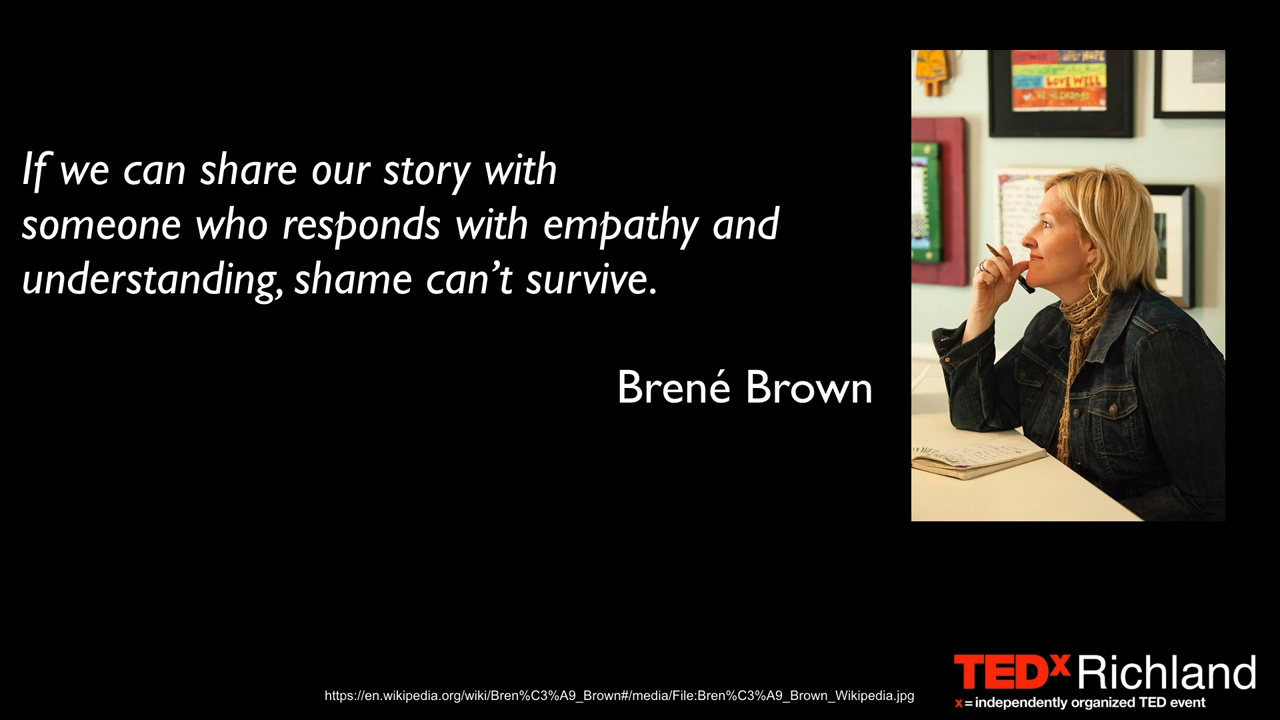 If we can share our story with
someone who responds with empathy and
understanding, shame can’t survive.
Brené Brown
LOVE WELL
https://en.wikipedia.org/wiki/Bren%C3%A9_Brown#/media/File:Bren%C3%A9_Brown_Wikipedia.jpg
TEDx Richland
x = independently organized TED event